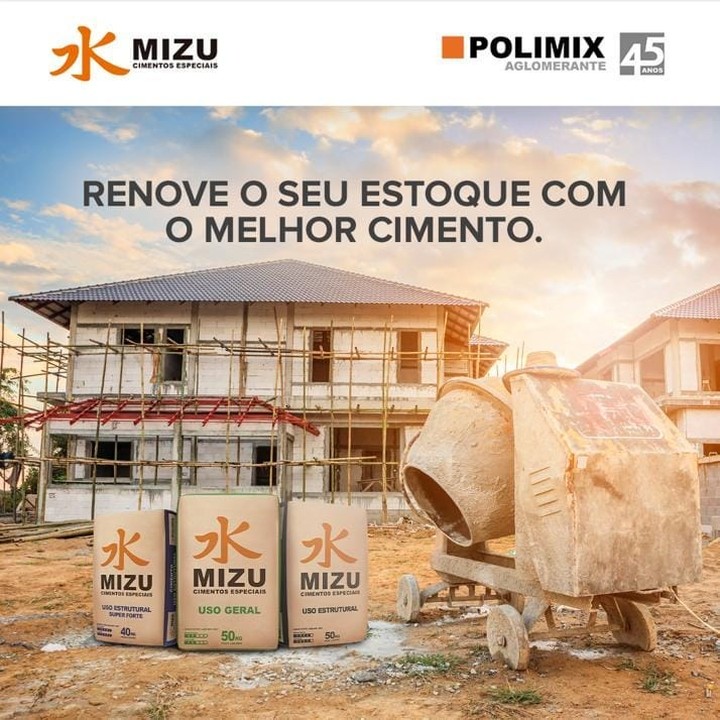 水 MIZU
CIMENTOS ESPECIAIS
POLIMIX
AGLOMERANTE
45
ANOS
RENOVE O SEU ESTOQUE COM
O MELHOR CIMENTO.
水
MIZU
CIMENTOS ESPECIAIS
USO ESTRUTURAL
SUPER FORTE
40KG
水
MIZU
CIMENTOS ESPECIAIS
USO GERAL
50KG
水
MIZU
CIMENTOS ESPECIAIS
USO ESTRUTURAL
50KG